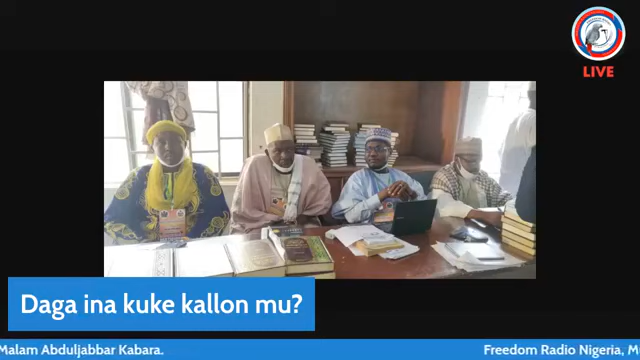 LIVE
Daga ina kuke kallon mu?
Malam Abduljabbar Kabara.
Freedom Radio Nigeria, M